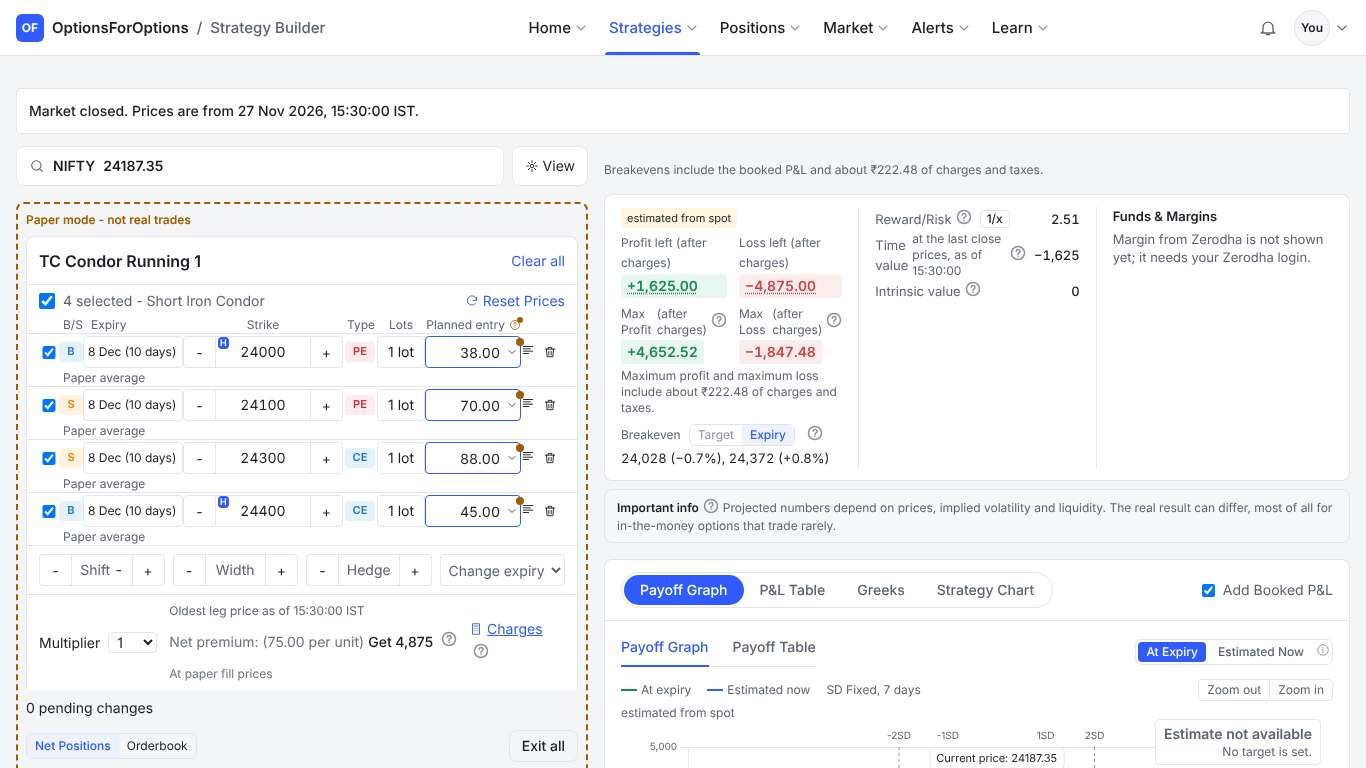 OF OptionsForOptions / Strategy Builder Home Strategies Positions Market Alerts Learn You
Market closed. Prices are from 27 Nov 2026, 15:30:00 IST.
NIFTY 24187.35 View
Paper mode - not real trades
TC Condor Running 1 Clear all
4 selected - Short Iron Condor Reset Prices
B/S Expiry Strike Type Lots Planned entry
B 8 Dec (10 days) - H 24000 + PE 1 lot 38.00
Paper average
S 8 Dec (10 days) - 24100 + PE 1 lot 70.00
Paper average
S 8 Dec (10 days) - 24300 + CE 1 lot 88.00
Paper average
B 8 Dec (10 days) - H 24400 + CE 1 lot 45.00
Paper average
- Shift - + - Width + - Hedge + Change expiry
Oldest leg price as of 15:30:00 IST
Multiplier 1 Net premium: (75.00 per unit) Get 4,875 Charges
At paper fill prices
0 pending changes
Net Positions Orderbook Exit all
Breakevens include the booked P&L and about ₹222.48 of charges and taxes.
estimated from spot
Profit left (after charges) Loss left (after charges)
+1,625.00 −4,875.00
Max Profit (after charges) Max Loss (after charges)
+4,652.52 −1,847.48
Maximum profit and maximum loss
include about ₹222.48 of charges and
taxes.
Breakeven Target Expiry
24,028 (−0.7%), 24,372 (+0.8%)
Reward/Risk 1/x 2.51
Time value at the last close prices, as of 15:30:00 −1,625
Intrinsic value 0
Funds & Margins
Margin from Zerodha is not shown
yet; it needs your Zerodha login.
Important info Projected numbers depend on prices, implied volatility and liquidity. The real result can differ, most of all for
in-the-money options that trade rarely.
Payoff Graph P&L Table Greeks Strategy Chart Add Booked P&L
Payoff Graph Payoff Table At Expiry Estimated Now
At expiry Estimated now SD Fixed, 7 days Zoom out Zoom in
estimated from spot
-2SD -1SD 1SD 2SD
5,000
Current price: 24187.35
Estimate not available
No target is set.